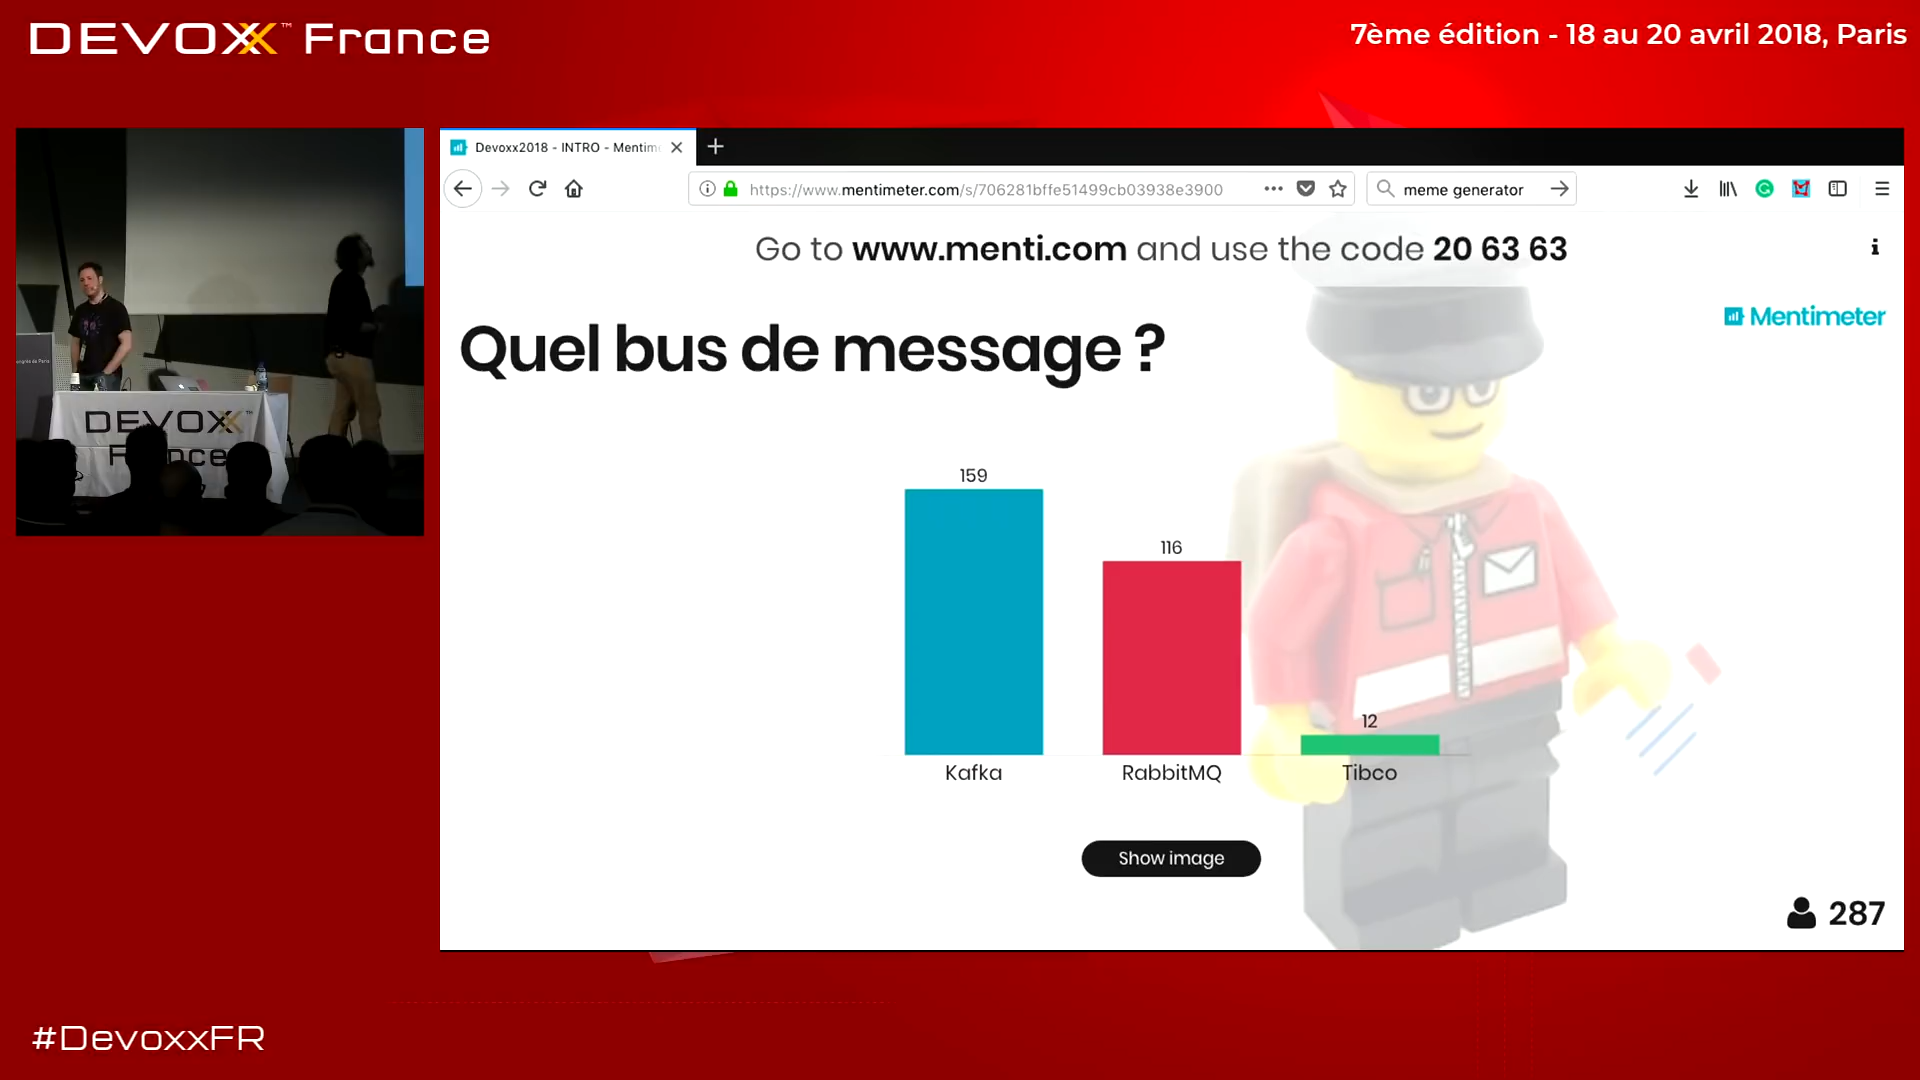 DEVOXX™ France
7ème édition - 18 au 20 avril 2018, Paris
Devoxx2018 - INTRO - Mentim
https://www.mentimeter.com/s/706281bffe51499cb03938e3900
meme generator
Go to www.menti.com and use the code 20 63 63
Mentimeter
Quel bus de message ?
159
116
12
Kafka
RabbitMQ
Tibco
Show image
287
DEVOXX™
France
#DevoxxFR